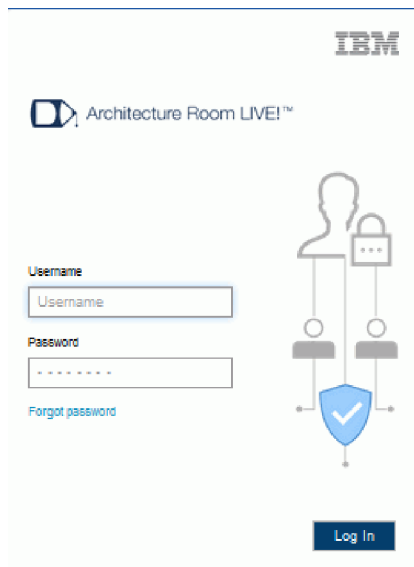 IBM
Architecture Room LIVE!™
Username
Username
Password
Forgot password
Log In